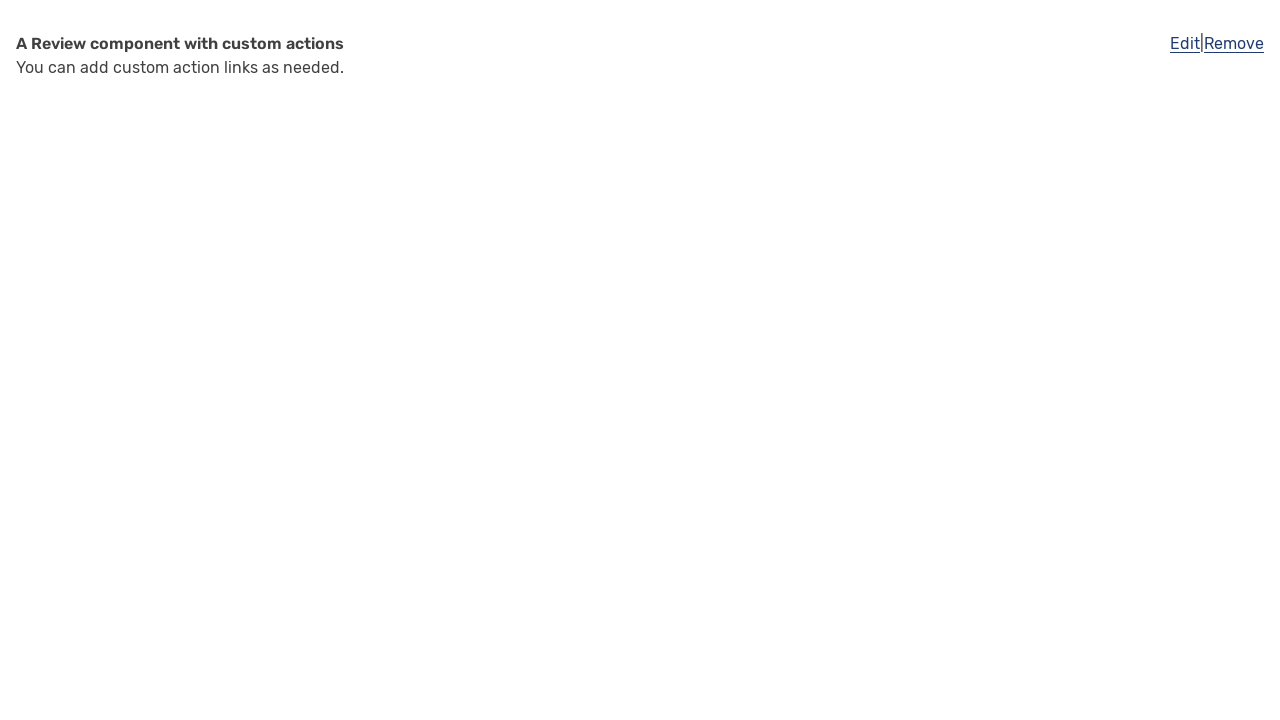 A Review component with custom actions
Edit|Remove
You can add custom action links as needed.